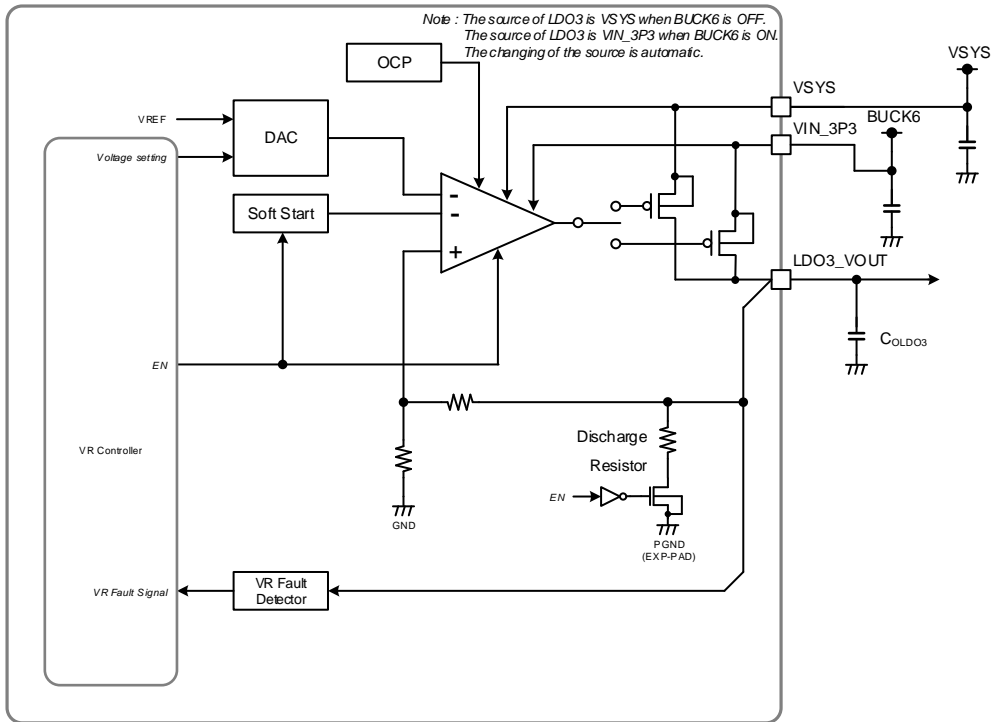 Note : The source of LDO3 is VSYS when BUCK6 is OFF.
The source of LDO3 is VIN_3P3 when BUCK6 is ON.
The changing of the source is automatic.
VSYS
OCP
VSYS
BUCK6
VREF
DAC
VIN_3P3
Voltage setting
-
-
+
Soft Start
LDO3_VOUT
COLDO3
EN
VR Controller
Discharge
Resistor
EN
GND
PGND
(EXP-PAD)
VR Fault Signal
VR Fault
Detector